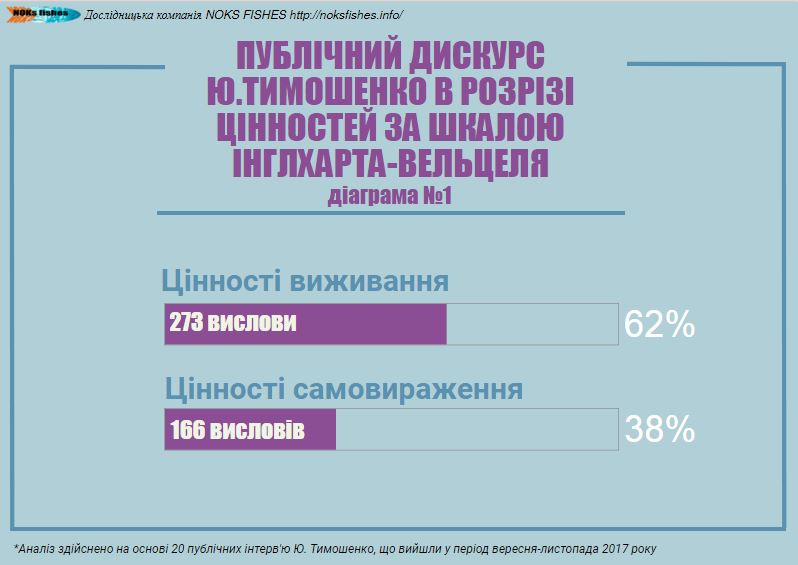 NOKs fishes Дослідницька компанія NOKS FISHES http://noksfishes.info/
ПУБЛІЧНИЙ ДИСКУРС
Ю.ТИМОШЕНКО В РОЗРІЗІ
ЦІННОСТЕЙ ЗА ШКАЛОЮ
ІНГЛХАРТА-ВЕЛЬЦЕЛЯ
діаграма №1
Цінності виживання
273 вислови 62%
Цінності самовираження
166 висловів 38%
*Аналіз здійснено на основі 20 публічних інтерв'ю Ю. Тимошенко, що вийшли у період вересня-листопада 2017 року